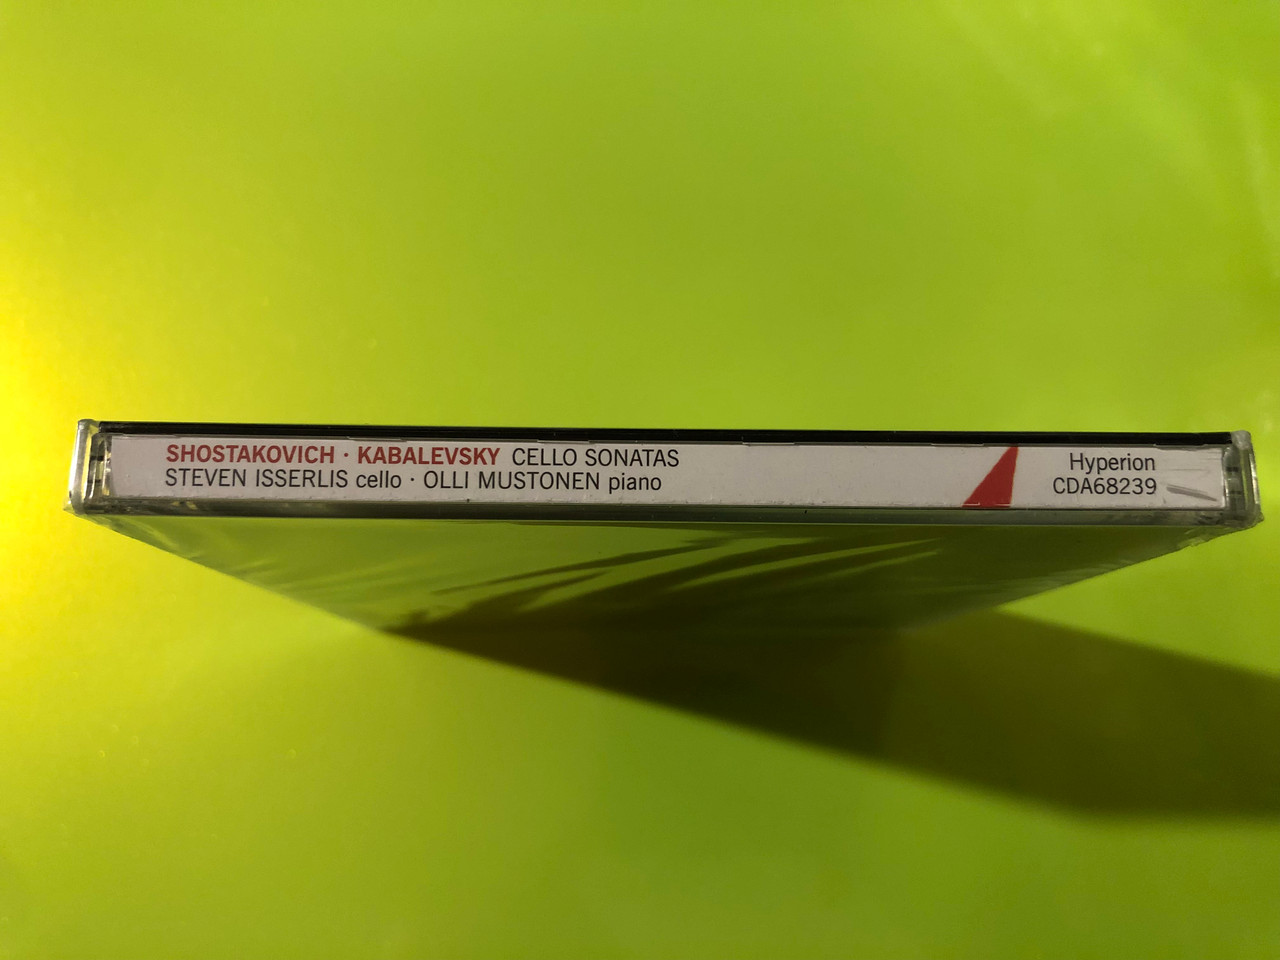 SHOSTAKOVICH · KABALEVSKY CELLO SONATAS
STEVEN ISSERLIS cello · OLLI MUSTONEN piano
Hyperion
CDA68239